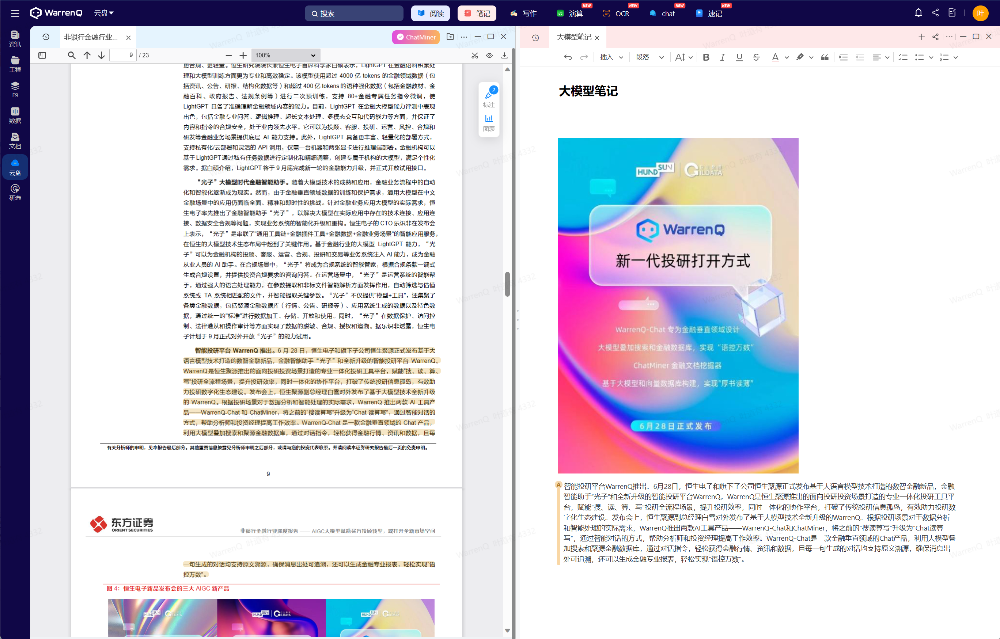 WarrenQ
云盘
搜索
阅读
笔记
写作
演算
NEW
OCR
NEW
chat
NEW
速记
NEW
叶
资讯
工程
F9
数据
文档
云盘
研选
非银行金融行业...
ChatMiner
9 / 23
100%
标注
2
图表
更合规、更轻量。恒生研究院院长兼恒生电子首席科学家白硕表示，LightGPT 在金融语料积累处
理和大模型训练方面更为专业和高效稳定。该模型使用超过 4000 亿 tokens 的金融领域数据（包
括资讯、公告、研报、结构化数据等）和超过 400 亿 tokens 的语种强化数据（包括金融教材、金
融百科、政府报告、法规条例等）进行二次预训练，支持 80+金融专属任务指令微调，使
LightGPT 具备了准确理解金融领域内容的能力。目前，LightGPT 在金融大模型能力评测中表现
出色，包括金融专业问答、逻辑推理、超长文本处理、多模态交互和代码能力等方面，并保证了
内容和指令的合规安全，处于业内领先水平。它可以为投顾、客服、投研、运营、风控、合规和
研发等金融业务场景提供底层 AI 能力支持。此外，LightGPT 具备更丰富、轻量化的部署方式，
支持私有化/云部署和灵活的 API 调用，仅需一台机器和两张显卡进行推理端部署。金融机构可以
基于 LightGPT 通过私有任务数据进行定制化和精细调整，创建专属于机构的大模型，满足个性化
需求。据白硕介绍，LightGPT 将于 9 月底完成新一轮的金融能力升级，并正式开放试用接口。
“光子”大模型时代金融智能助手。随着大模型技术的成熟和应用，金融业务流程中的自动
化和智能化逐渐成为现实。然而，由于金融垂直领域数据的训练和保护需求，通用大模型在中文
金融场景中的应用仍面临全面、精准和即时性的挑战。针对金融业务应用大模型的实际需求，恒
生电子率先推出了金融智能助手“光子”，以解决大模型在实际应用中存在的技术连接、应用连
接、数据安全合规等问题，实现业务系统的智能化升级和重构。恒生电子的 CTO 乐识非在发布会
上表示，“光子”是串联了"通用工具链+金融插件工具+金融数据+金融业务场景"的智能应用服务，
在恒生的大模型技术生态布局中起到了关键作用。基于金融行业的大模型 LightGPT 能力，“光
子”可以为金融机构的投顾、客服、运营、合规、投研和交易等业务系统注入 AI 能力，成为金融
从业人员的 AI 助手。在合规场景中，“光子”将成为合规系统的智能管家，根据合规条款一键式
生成合规设置，并提供投资合规要求的咨询问答。在运营场景中，“光子”是运营系统的智能帮
手，通过强大的语言处理能力，在参数提取和非标文件智能解析方面发挥作用，自动筛选与估值
系统或 TA 系统相匹配的文件，并智能提取关键参数。“光子”不仅提供"模型+工具"，还集聚了
各类金融数据，包括聚源金融数据库（行情、公告、研报等）、应用系统生成的数据以及特色数
据，通过统一的"标准"进行数据加工、存储、开放和使用。同时，“光子”在数据保护、访问控
制、法律遵从和操作审计等方面实现了数据的脱敏、合规、授权和追溯。据乐识非透露，恒生电
子计划于 9 月正式对外开放“光子”的能力试用。
智能投研平台 WarrenQ 推出。6 月 28 日，恒生电子和旗下子公司恒生聚源正式发布基于大
语言模型技术打造的数智金融新品，金融智能助手“光子”和全新升级的智能投研平台 WarrenQ。
WarrenQ 是恒生聚源推出的面向投研投资场景打造的专业一体化投研工具平台，赋能“搜、读、算、
写”投研全流程场景，提升投研效率，同时一体化的协作平台，打破了传统投研信息孤岛，有效助
力投研数字化生态建设。发布会上，恒生聚源副总经理白雪对外发布了基于大模型技术全新升级
的 WarrenQ。根据投研场景对于数据分析和智能处理的实际需求，WarrenQ 推出两款 AI 工具产
品——WarrenQ-Chat 和 ChatMiner，将之前的“搜读算写”升级为“Chat 读算写”，通过智能对话的
方式，帮助分析师和投资经理提高工作效率。WarrenQ-Chat 是一款金融垂直领域的 Chat 产品，
利用大模型叠加搜索和聚源金融数据库，通过对话指令，轻松获得金融行情、资讯和数据，且每
有关分析师的申明，见本报告最后部分。其他重要信息披露见分析师申明之后部分，或请与您的投资代表联系。并请阅读本证券研究报告最后一页的免责申明。
9
东方证券
ORIENT SECURITIES
非银行金融行业深度报告 —— AIGC大模型赋能买方投顾转型，或打开全新市场空间
一句生成的对话均支持原文溯源，确保消息出处可追溯，还可以生成金融专业报表，轻松实现“语
控万数”。
图 4：恒生电子新品发布会的三大 AIGC 新产品
HUNDSUN GILDATA
HUNDSUN GILDATA
HUNDSUN GILDATA
大模型笔记
插入
段落
大模型笔记
HUNDSUN
恒生聚源
GILDATA
WarrenQ
新一代投研打开方式
WarrenQ-Chat 专为金融垂直领域设计
大模型叠加搜索和金融数据库，实现“语控万数”
ChatMiner 金融文档挖掘器
基于大模型和向量数据库构建，实现"厚书读薄"
6月28日正式发布
A
智能投研平台WarrenQ推出。6月28日，恒生电子和旗下子公司恒生聚源正式发布基于大语言模型技术打造的数智金融新品，金融
智能助手“光子”和全新升级的智能投研平台WarrenQ。WarrenQ是恒生聚源推出的面向投研投资场景打造的专业一体化投研工具平
台，赋能“搜、读、算、写”投研全流程场景，提升投研效率，同时一体化的协作平台，打破了传统投研信息孤岛，有效助力投研数
字化生态建设。发布会上，恒生聚源副总经理白雪对外发布了基于大模型技术全新升级的WarrenQ。根据投研场景对于数据分析
和智能处理的实际需求，WarrenQ推出两款AI工具产品——WarrenQ-Chat和ChatMiner，将之前的“搜读算写”升级为“Chat读算
写”，通过智能对话的方式，帮助分析师和投资经理提高工作效率。WarrenQ-Chat是一款金融垂直领域的Chat产品，利用大模型叠
加搜索和聚源金融数据库，通过对话指令，轻松获得金融行情、资讯和数据，且每一句生成的对话均支持原文溯源，确保消息出
处可追溯，还可以生成金融专业报表，轻松实现“语控万数”。
WarrenQ 叶道有 4332